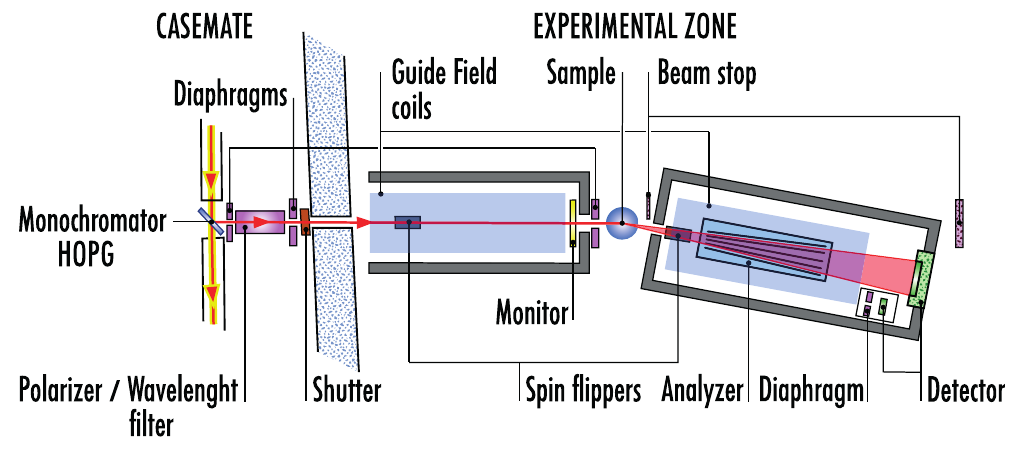 CASEMATE
EXPERIMENTAL ZONE
Guide Field
coils
Sample
Beam stop
Diaphragms
Monochromator
HOPG
Monitor
Polarizer / Wavelenght
filter
Shutter
Spin flippers
Analyzer
Diaphragm
Detector